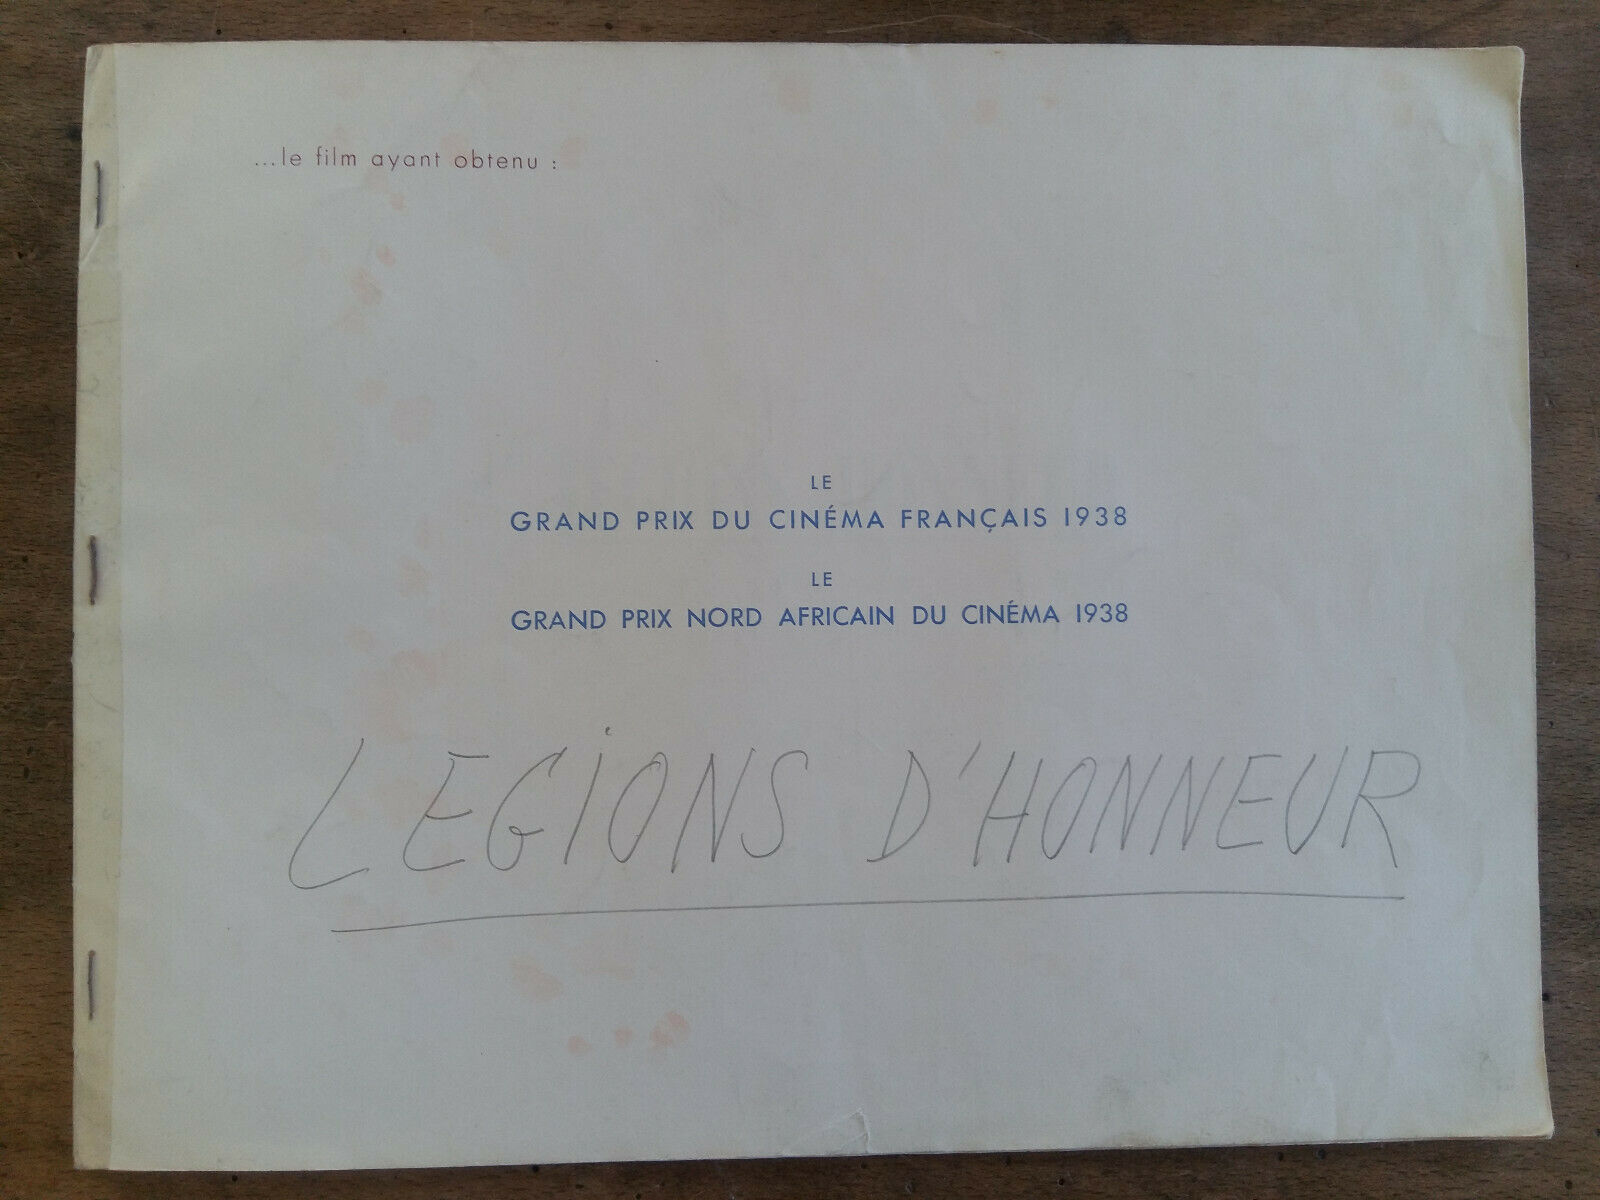 ...le film ayant obtenu :
LE
GRAND PRIX DU CINÉMA FRANÇAIS 1938
LE
GRAND PRIX NORD AFRICAIN DU CINÉMA 1938
LEGiONS D'HONNEUR